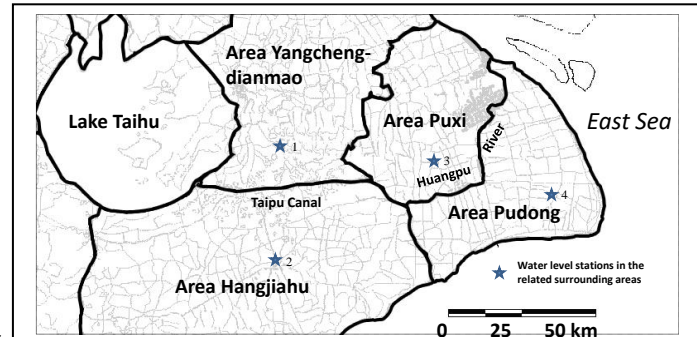 Area Yangcheng-
dianmao
Lake Taihu
Area Puxi
East Sea
River
1
3
Huangpu
4
Taipu Canal
Area Pudong
2
Area Hangjiahu
Water level stations in the
related surrounding areas
0 25 50 km